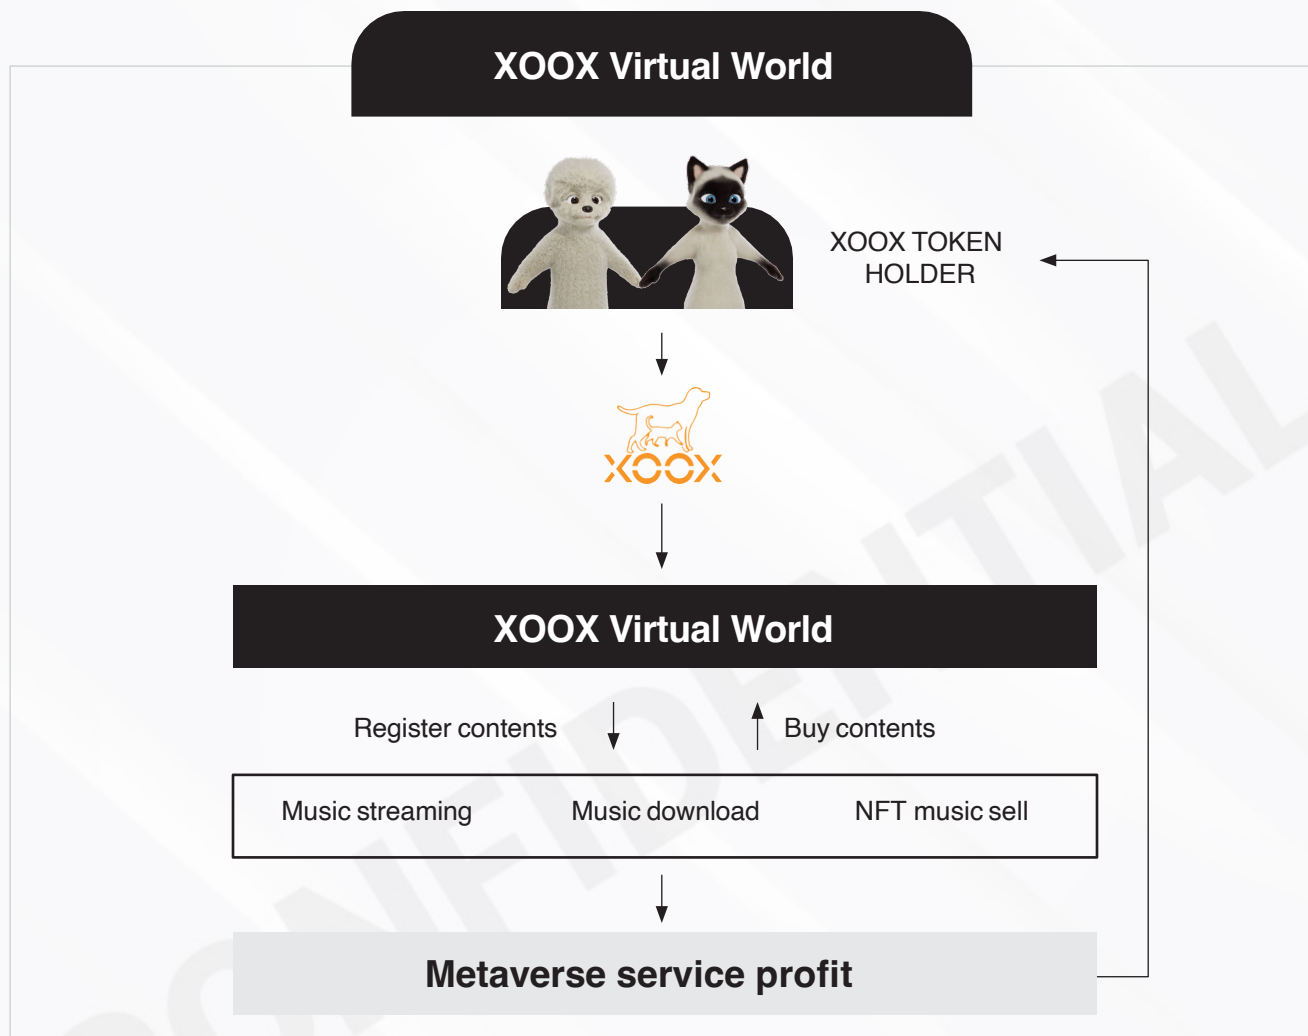 XOOX Virtual World
XOOX TOKEN
HOLDER
XOOX
XOOX Virtual World
Register contents
Buy contents
Music streaming
Music download
NFT music sell
Metaverse service profit
CONFIDENTIAL